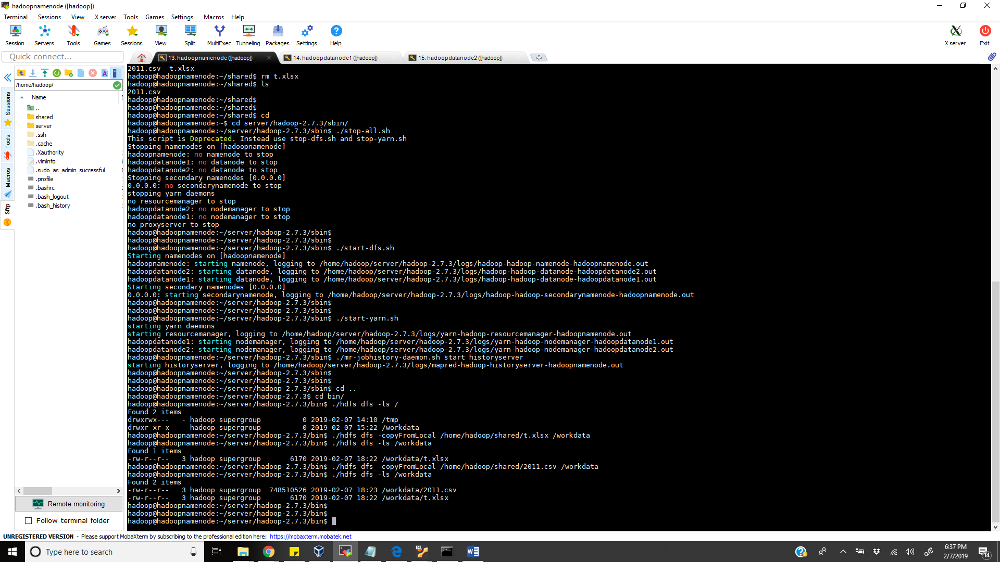 hadoopnamenode ([hadoop])
Terminal Sessions View X server Tools Games Settings Macros Help
Session Servers Tools Games Sessions View Split MultiExec Tunneling Packages Settings Help X server Exit
Quick connect...
13. hadoopnamenode ([hadoop])
14. hadoopdatanode1 ([hadoop])
15. hadoopdatanode2 ([hadoop])
Sessions
Tools
Macros
Sftp
/home/hadoop/
Name
..
shared
server
.ssh
.cache
.Xauthority
.viminfo
.sudo_as_admin_successful
.profile
.bashrc
.bash_logout
.bash_history
Remote monitoring
Follow terminal folder
2011.csv  t.xlsx
hadoop@hadoopnamenode:~/shared$ rm t.xlsx
hadoop@hadoopnamenode:~/shared$ ls
2011.csv
hadoop@hadoopnamenode:~/shared$
hadoop@hadoopnamenode:~/shared$
hadoop@hadoopnamenode:~/shared$ cd
hadoop@hadoopnamenode:~$ cd server/hadoop-2.7.3/sbin/
hadoop@hadoopnamenode:~/server/hadoop-2.7.3/sbin$ ./stop-all.sh
This script is Deprecated. Instead use stop-dfs.sh and stop-yarn.sh
Stopping namenodes on [hadoopnamenode]
hadoopnamenode: no namenode to stop
hadoopdatanode1: no datanode to stop
hadoopdatanode2: no datanode to stop
Stopping secondary namenodes [0.0.0.0]
0.0.0.0: no secondarynamenode to stop
stopping yarn daemons
no resourcemanager to stop
hadoopdatanode2: no nodemanager to stop
hadoopdatanode1: no nodemanager to stop
no proxyserver to stop
hadoop@hadoopnamenode:~/server/hadoop-2.7.3/sbin$
hadoop@hadoopnamenode:~/server/hadoop-2.7.3/sbin$
hadoop@hadoopnamenode:~/server/hadoop-2.7.3/sbin$ ./start-dfs.sh
Starting namenodes on [hadoopnamenode]
hadoopnamenode: starting namenode, logging to /home/hadoop/server/hadoop-2.7.3/logs/hadoop-hadoop-namenode-hadoopnamenode.out
hadoopdatanode2: starting datanode, logging to /home/hadoop/server/hadoop-2.7.3/logs/hadoop-hadoop-datanode-hadoopdatanode2.out
hadoopdatanode1: starting datanode, logging to /home/hadoop/server/hadoop-2.7.3/logs/hadoop-hadoop-datanode-hadoopdatanode1.out
Starting secondary namenodes [0.0.0.0]
0.0.0.0: starting secondarynamenode, logging to /home/hadoop/server/hadoop-2.7.3/logs/hadoop-hadoop-secondarynamenode-hadoopnamenode.out
hadoop@hadoopnamenode:~/server/hadoop-2.7.3/sbin$
hadoop@hadoopnamenode:~/server/hadoop-2.7.3/sbin$
hadoop@hadoopnamenode:~/server/hadoop-2.7.3/sbin$ ./start-yarn.sh
starting yarn daemons
starting resourcemanager, logging to /home/hadoop/server/hadoop-2.7.3/logs/yarn-hadoop-resourcemanager-hadoopnamenode.out
hadoopdatanode1: starting nodemanager, logging to /home/hadoop/server/hadoop-2.7.3/logs/yarn-hadoop-nodemanager-hadoopdatanode1.out
hadoopdatanode2: starting nodemanager, logging to /home/hadoop/server/hadoop-2.7.3/logs/yarn-hadoop-nodemanager-hadoopdatanode2.out
hadoop@hadoopnamenode:~/server/hadoop-2.7.3/sbin$ ./mr-jobhistory-daemon.sh start historyserver
starting historyserver, logging to /home/hadoop/server/hadoop-2.7.3/logs/mapred-hadoop-historyserver-hadoopnamenode.out
hadoop@hadoopnamenode:~/server/hadoop-2.7.3/sbin$
hadoop@hadoopnamenode:~/server/hadoop-2.7.3/sbin$
hadoop@hadoopnamenode:~/server/hadoop-2.7.3/sbin$ cd ..
hadoop@hadoopnamenode:~/server/hadoop-2.7.3$ cd bin/
hadoop@hadoopnamenode:~/server/hadoop-2.7.3/bin$ ./hdfs dfs -ls /
Found 2 items
drwxrwx---   - hadoop supergroup          0 2019-02-07 14:10 /tmp
drwxr-xr-x   - hadoop supergroup          0 2019-02-07 15:22 /workdata
hadoop@hadoopnamenode:~/server/hadoop-2.7.3/bin$ ./hdfs dfs -copyFromLocal /home/hadoop/shared/t.xlsx /workdata
hadoop@hadoopnamenode:~/server/hadoop-2.7.3/bin$ ./hdfs dfs -ls /workdata
Found 1 items
-rw-r--r--   3 hadoop supergroup       6170 2019-02-07 18:22 /workdata/t.xlsx
hadoop@hadoopnamenode:~/server/hadoop-2.7.3/bin$ ./hdfs dfs -copyFromLocal /home/hadoop/shared/2011.csv /workdata
hadoop@hadoopnamenode:~/server/hadoop-2.7.3/bin$ ./hdfs dfs -ls /workdata
Found 2 items
-rw-r--r--   3 hadoop supergroup  748510526 2019-02-07 18:23 /workdata/2011.csv
-rw-r--r--   3 hadoop supergroup       6170 2019-02-07 18:22 /workdata/t.xlsx
hadoop@hadoopnamenode:~/server/hadoop-2.7.3/bin$
hadoop@hadoopnamenode:~/server/hadoop-2.7.3/bin$
hadoop@hadoopnamenode:~/server/hadoop-2.7.3/bin$
UNREGISTERED VERSION - Please support MobaXterm by subscribing to the professional edition here: https://mobaxterm.mobatek.net
Type here to search
6:37 PM
2/7/2019
14